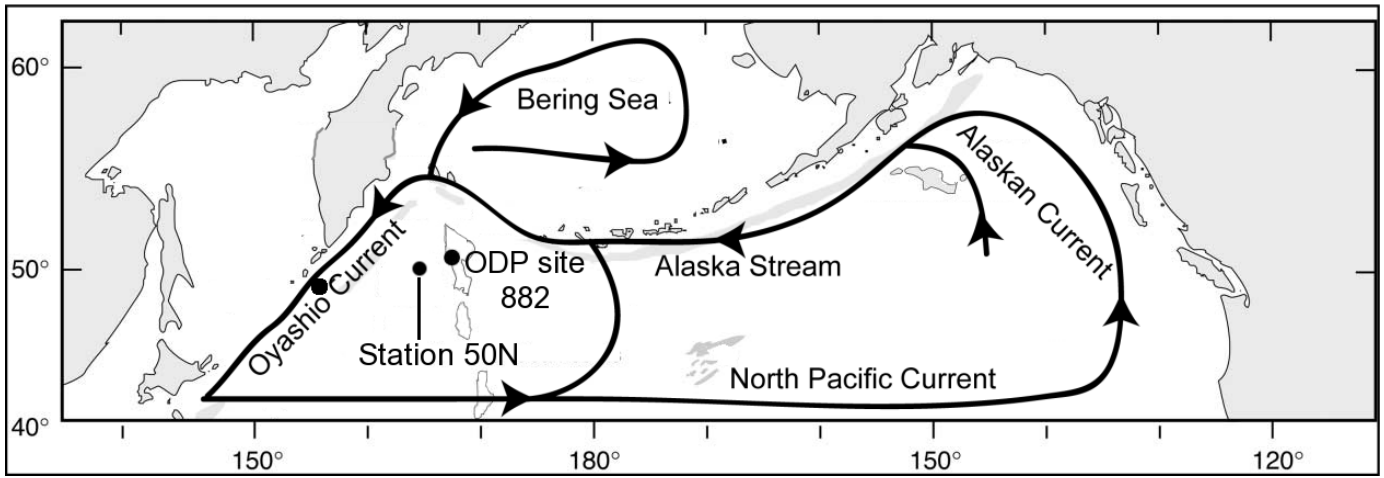 60°
Bering Sea
Alaskan Current
50°
Oyashio Current
ODP site
882
Alaska Stream
Station 50N
North Pacific Current
40°
150°
180°
150°
120°